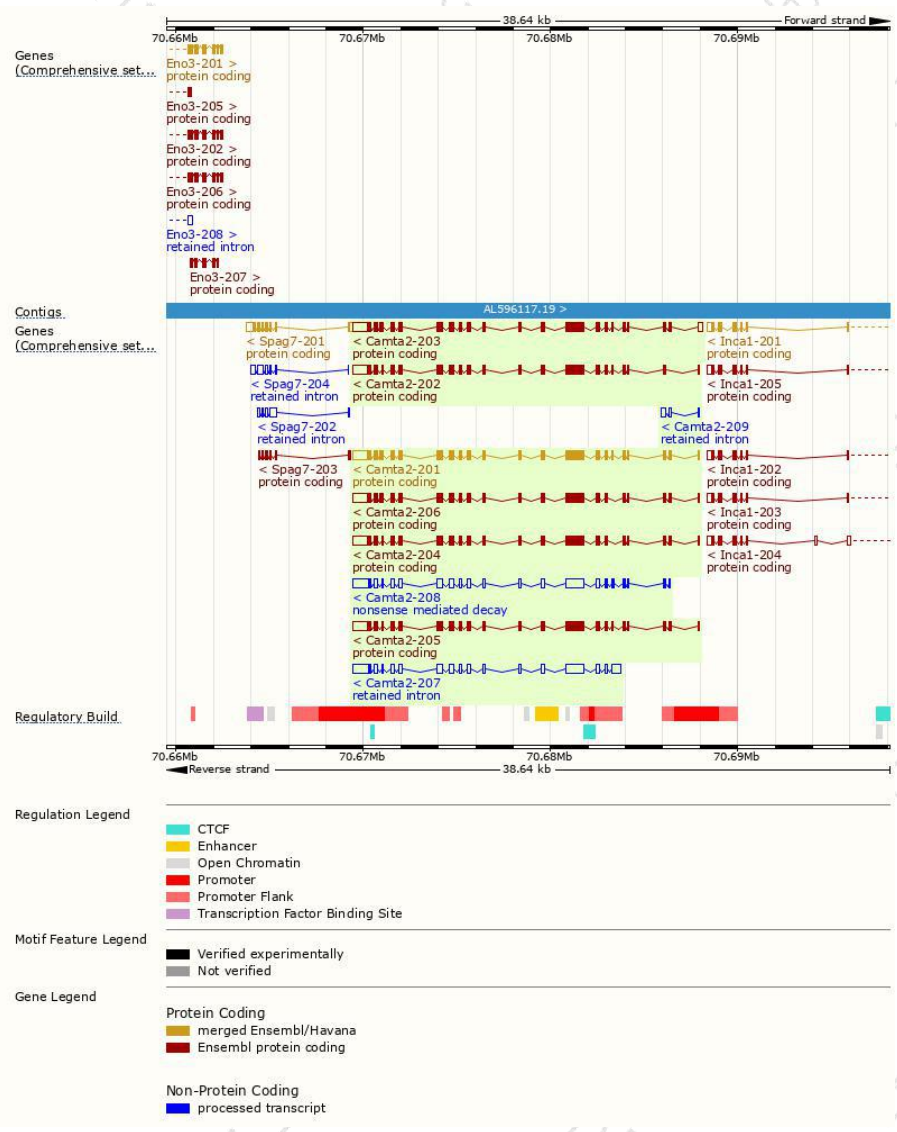 38.64 kb
Forward strand
70.66Mb 70.67Mb 70.68Mb 70.69Mb
Genes
(Comprehensive set...
Eno3-201 >
protein coding
Eno3-205 >
protein coding
Eno3-202 >
protein coding
Eno3-206 >
protein coding
Eno3-208 >
retained intron
Eno3-207 >
protein coding
Contigs
AL596117.19 >
Genes
(Comprehensive set...
< Spag7-201 < Camta2-203 < Inca1-201
protein coding protein coding protein coding
< Spag7-204 < Camta2-202 < Inca1-205
retained intron protein coding protein coding
< Spag7-202 < Camta2-209
retained intron retained intron
< Spag7-203 < Camta2-201 < Inca1-202
protein coding protein coding protein coding
< Camta2-206 < Inca1-203
protein coding protein coding
< Camta2-204 < Inca1-204
protein coding protein coding
< Camta2-208
nonsense mediated decay
< Camta2-205
protein coding
< Camta2-207
retained intron
Regulatory Build
70.66Mb 70.67Mb 70.68Mb 70.69Mb
Reverse strand 38.64 kb
Regulation Legend
CTCF
Enhancer
Open Chromatin
Promoter
Promoter Flank
Transcription Factor Binding Site
Motif Feature Legend
Verified experimentally
Not verified
Gene Legend
Protein Coding
merged Ensembl/Havana
Ensembl protein coding
Non-Protein Coding
processed transcript